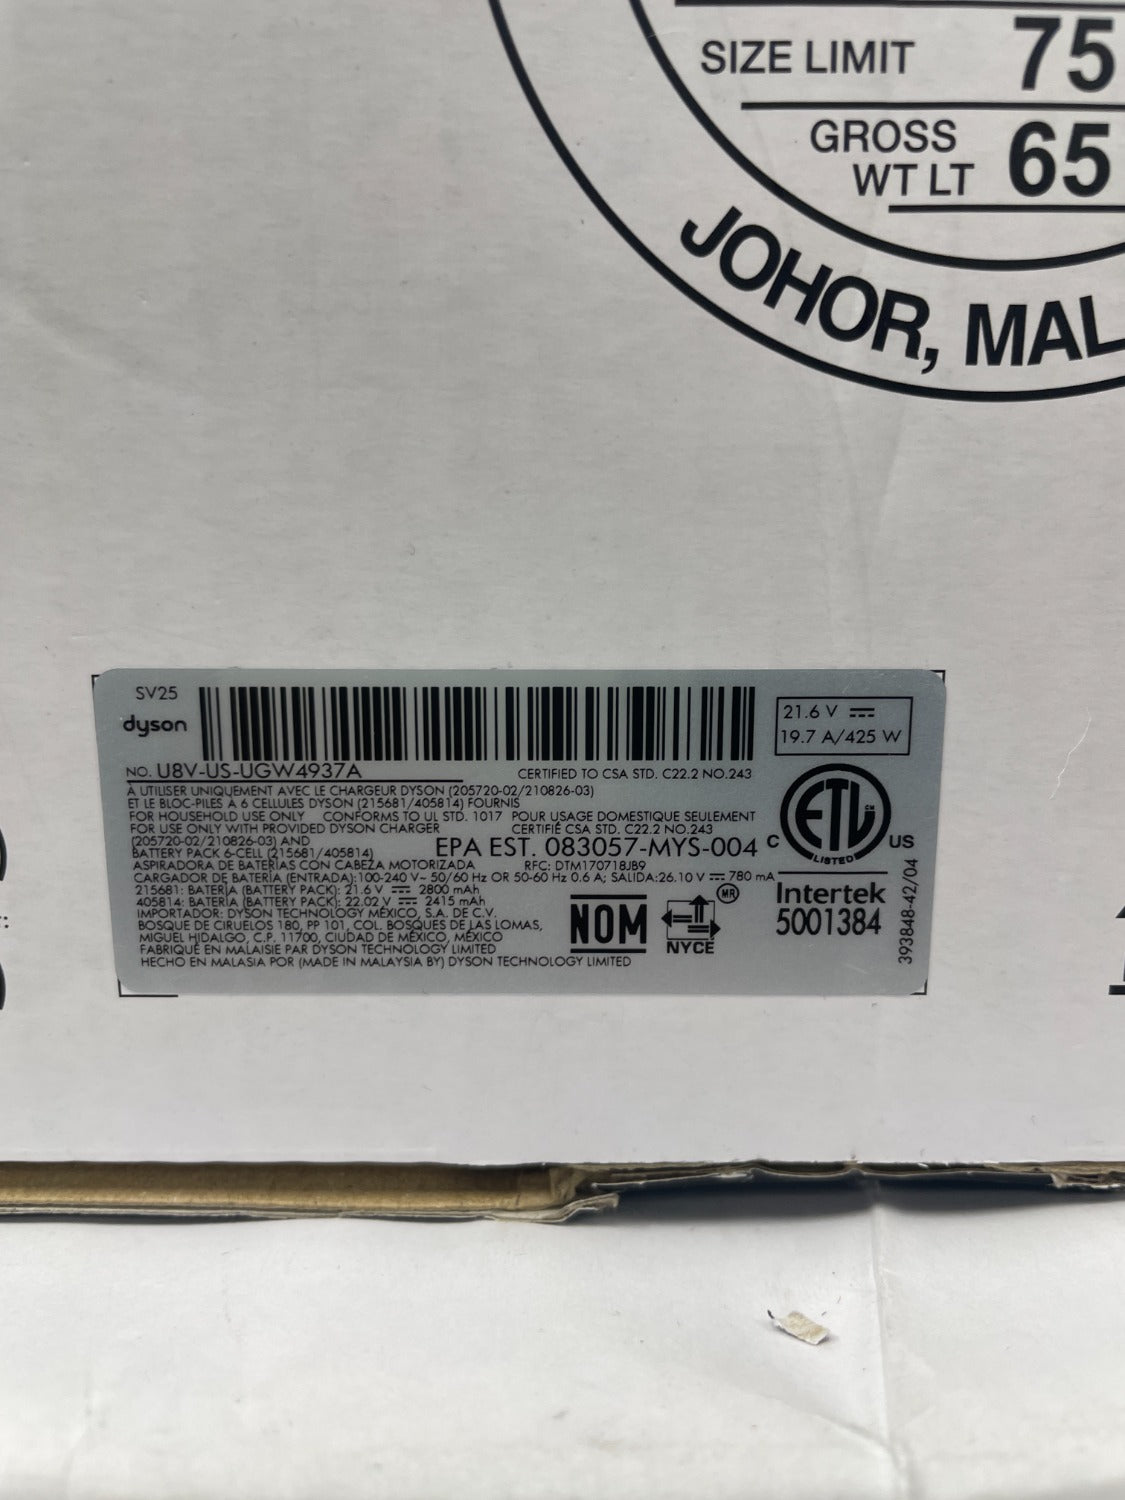 SIZE LIMIT 75
GROSS
WT LT 65
JOHOR, MAL
SV25
dyson
21.6 V
19.7 A/425 W
NO. U8V-US-UGW4937A
CERTIFIED TO CSA STD. C22.2 NO.243
À UTILISER UNIQUEMENT AVEC LE CHARGEUR DYSON (205720-02/210826-03)
ET LE BLOC-PILES À 6 CELLULES DYSON (215681/405814) FOURNIS
FOR HOUSEHOLD USE ONLY CONFORMS TO UL STD. 1017 POUR USAGE DOMESTIQUE SEULEMENT
FOR USE ONLY WITH PROVIDED DYSON CHARGER CERTIFIÉ CSA STD. C22.2 NO.243
(205720-02/210826-03) AND
BATTERY PACK 6-CELL (215681/405814)
EPA EST. 083057-MYS-004
ASPIRADORA DE BATERÍAS CON CABEZA MOTORIZADA RFC: DTM170718JB9
CARGADOR DE BATERÍA (ENTRADA):100-240 V~ 50/60 Hz OR 50-60 Hz 0.6 A; SALIDA:26.10 V ⎓ 780 mA
215681: BATERÍA (BATTERY PACK): 21.6 V ⎓ 2800 mAh
405814: BATERÍA (BATTERY PACK): 22.02 V ⎓ 2415 mAh
IMPORTADOR: DYSON TECHNOLOGY MÉXICO, S.A. DE C.V.
BOSQUE DE CIRUELOS 180, PP 101, COL. BOSQUES DE LAS LOMAS,
MIGUEL HIDALGO, C.P. 11700, CIUDAD DE MÉXICO, MÉXICO
FABRIQUÉ EN MALAISIE PAR DYSON TECHNOLOGY LIMITED
HECHO EN MALASIA POR (MADE IN MALAYSIA BY) DYSON TECHNOLOGY LIMITED
NOM
MR
NYCE
ETL
CM
LISTED
C US
Intertek
5001384
393848-42/04